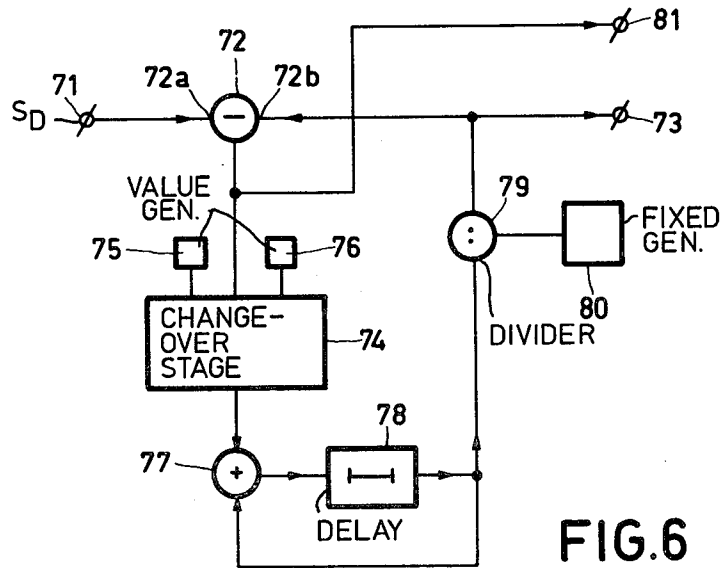 81
72
71
72a
72b
SD
73
VALUE
GEN.
79
75
76
FIXED
GEN.
80
CHANGE-
OVER
STAGE
74
DIVIDER
78
77
+
DELAY
FIG.6